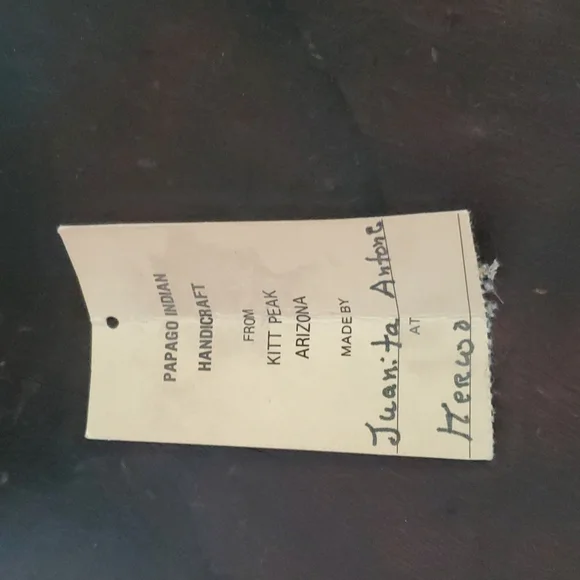 PAPAGO INDIAN
HANDICRAFT
FROM
KITT PEAK
ARIZONA
MADE BY
Juanita Antone
AT